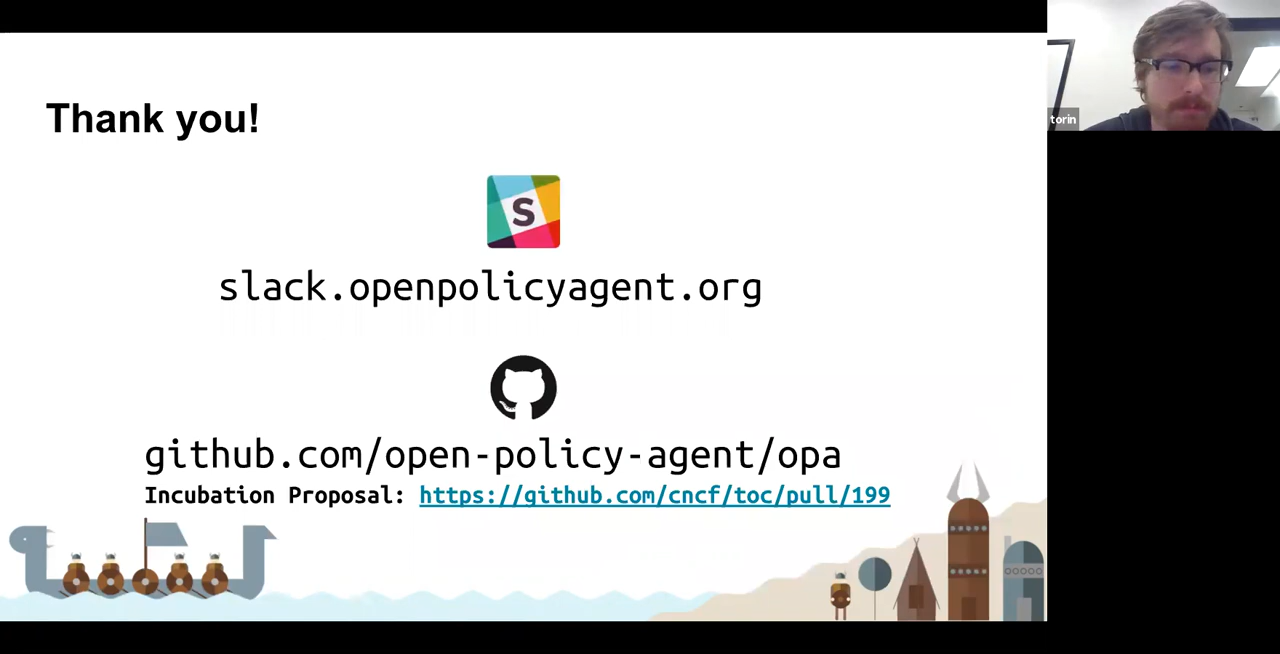 Thank you!
S
slack.openpolicyagent.org
github.com/open-policy-agent/opa
Incubation Proposal: https://github.com/cncf/toc/pull/199
torin